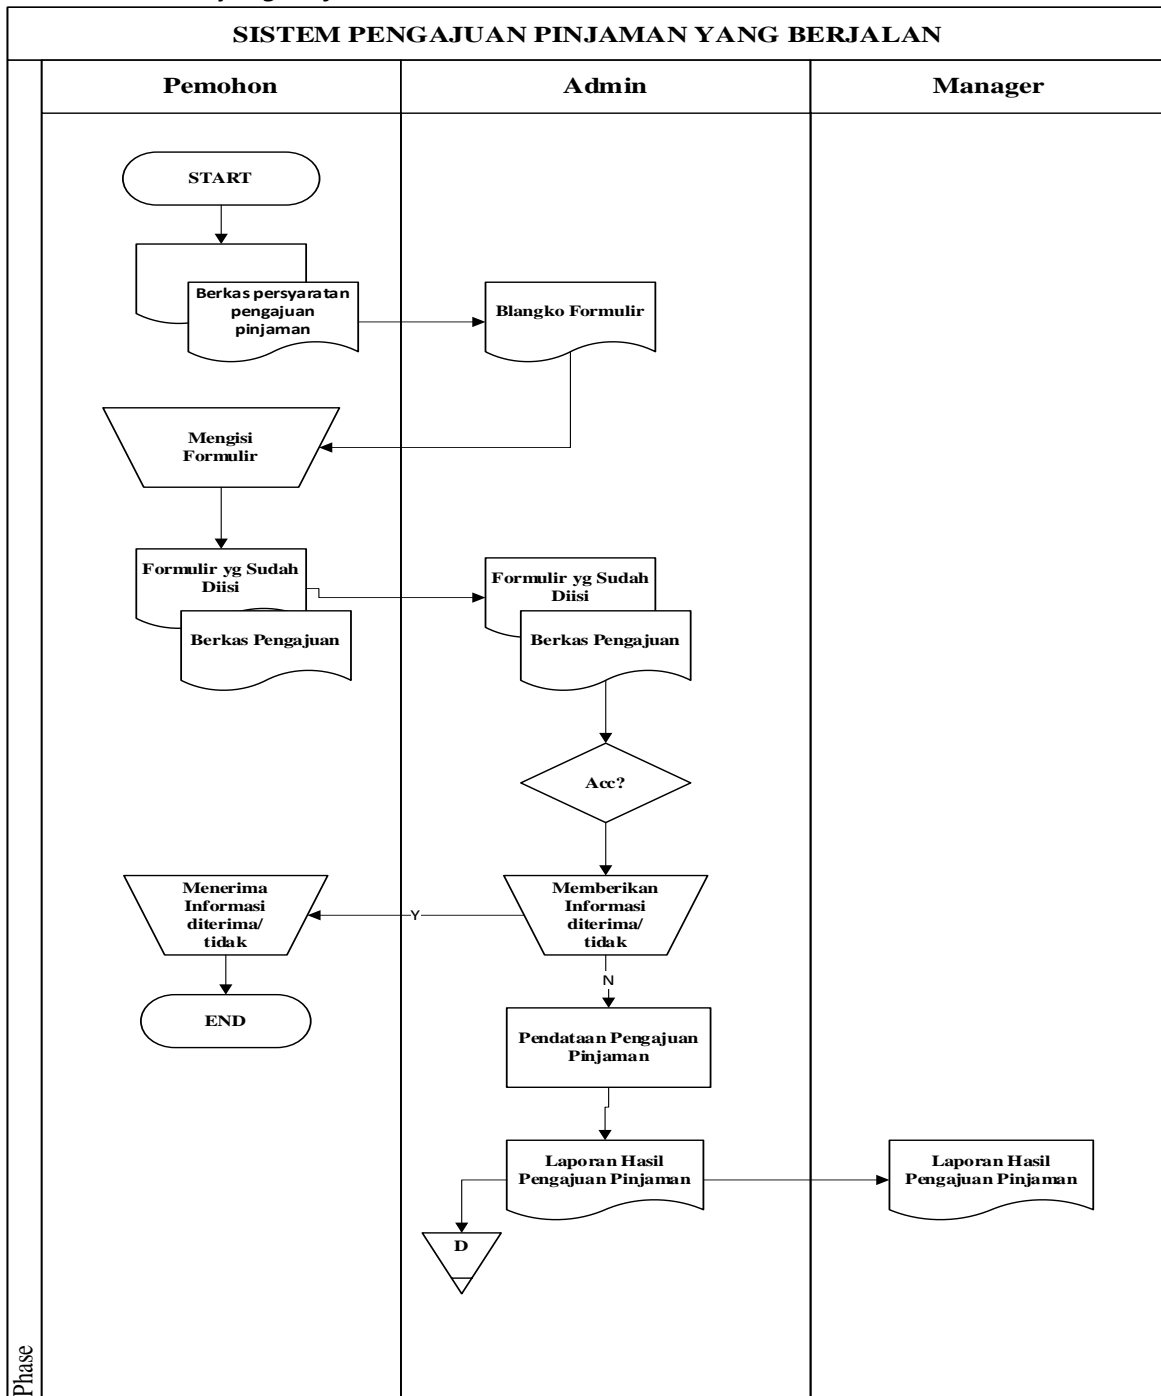 SISTEM PENGAJUAN PINJAMAN YANG BERJALAN
Pemohon
Admin
Manager
START
Berkas persyaratan
pengajuan
pinjaman
Blangko Formulir
Mengisi
Formulir
Formulir yg Sudah
Diisi
Berkas Pengajuan
Formulir yg Sudah
Diisi
Berkas Pengajuan
Acc?
Menerima
Informasi
diterima/
tidak
Y
Memberikan
Informasi
diterima/
tidak
N
END
Pendataan Pengajuan
Pinjaman
Laporan Hasil
Pengajuan Pinjaman
Laporan Hasil
Pengajuan Pinjaman
D
Phase